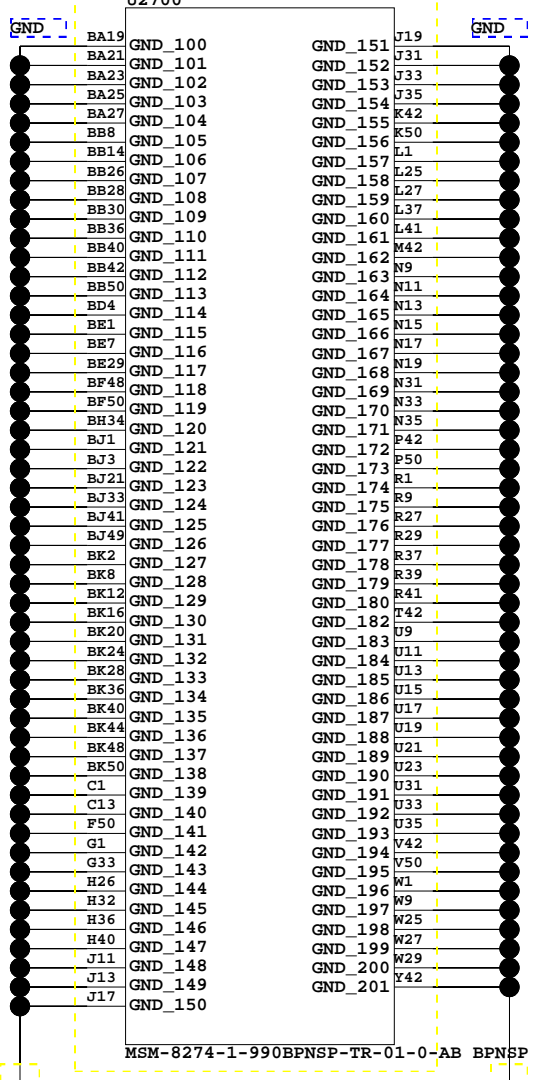 U2700
GND GND
BA19 GND_100 GND_151 J19
BA21 GND_101 GND_152 J31
BA23 GND_102 GND_153 J33
BA25 GND_103 GND_154 J35
BA27 GND_104 GND_155 K42
BB8 GND_105 GND_156 K50
BB14 GND_106 GND_157 L1
BB26 GND_107 GND_158 L25
BB28 GND_108 GND_159 L27
BB30 GND_109 GND_160 L37
BB36 GND_110 GND_161 L41
BB40 GND_111 GND_162 M42
BB42 GND_112 GND_163 N9
BB50 GND_113 GND_164 N11
BD4 GND_114 GND_165 N13
BE1 GND_115 GND_166 N15
BE7 GND_116 GND_167 N17
BE29 GND_117 GND_168 N19
BF48 GND_118 GND_169 N31
BF50 GND_119 GND_170 N33
BH34 GND_120 GND_171 N35
BJ1 GND_121 GND_172 P42
BJ3 GND_122 GND_173 P50
BJ21 GND_123 GND_174 R1
BJ33 GND_124 GND_175 R9
BJ41 GND_125 GND_176 R27
BJ49 GND_126 GND_177 R29
BK2 GND_127 GND_178 R37
BK8 GND_128 GND_179 R39
BK12 GND_129 GND_180 R41
BK16 GND_130 GND_182 T42
BK20 GND_131 GND_183 U9
BK24 GND_132 GND_184 U11
BK28 GND_133 GND_185 U13
BK36 GND_134 GND_186 U15
BK40 GND_135 GND_187 U17
BK44 GND_136 GND_188 U19
BK48 GND_137 GND_189 U21
BK50 GND_138 GND_190 U23
C1 GND_139 GND_191 U31
C13 GND_140 GND_192 U33
F50 GND_141 GND_193 U35
G1 GND_142 GND_194 V42
G33 GND_143 GND_195 V50
H26 GND_144 GND_196 W1
H32 GND_145 GND_197 W9
H36 GND_146 GND_198 W25
H40 GND_147 GND_199 W27
J11 GND_148 GND_200 W29
J13 GND_149 GND_201 Y42
J17 GND_150
MSM-8274-1-990BPNSP-TR-01-0-AB BPNSP